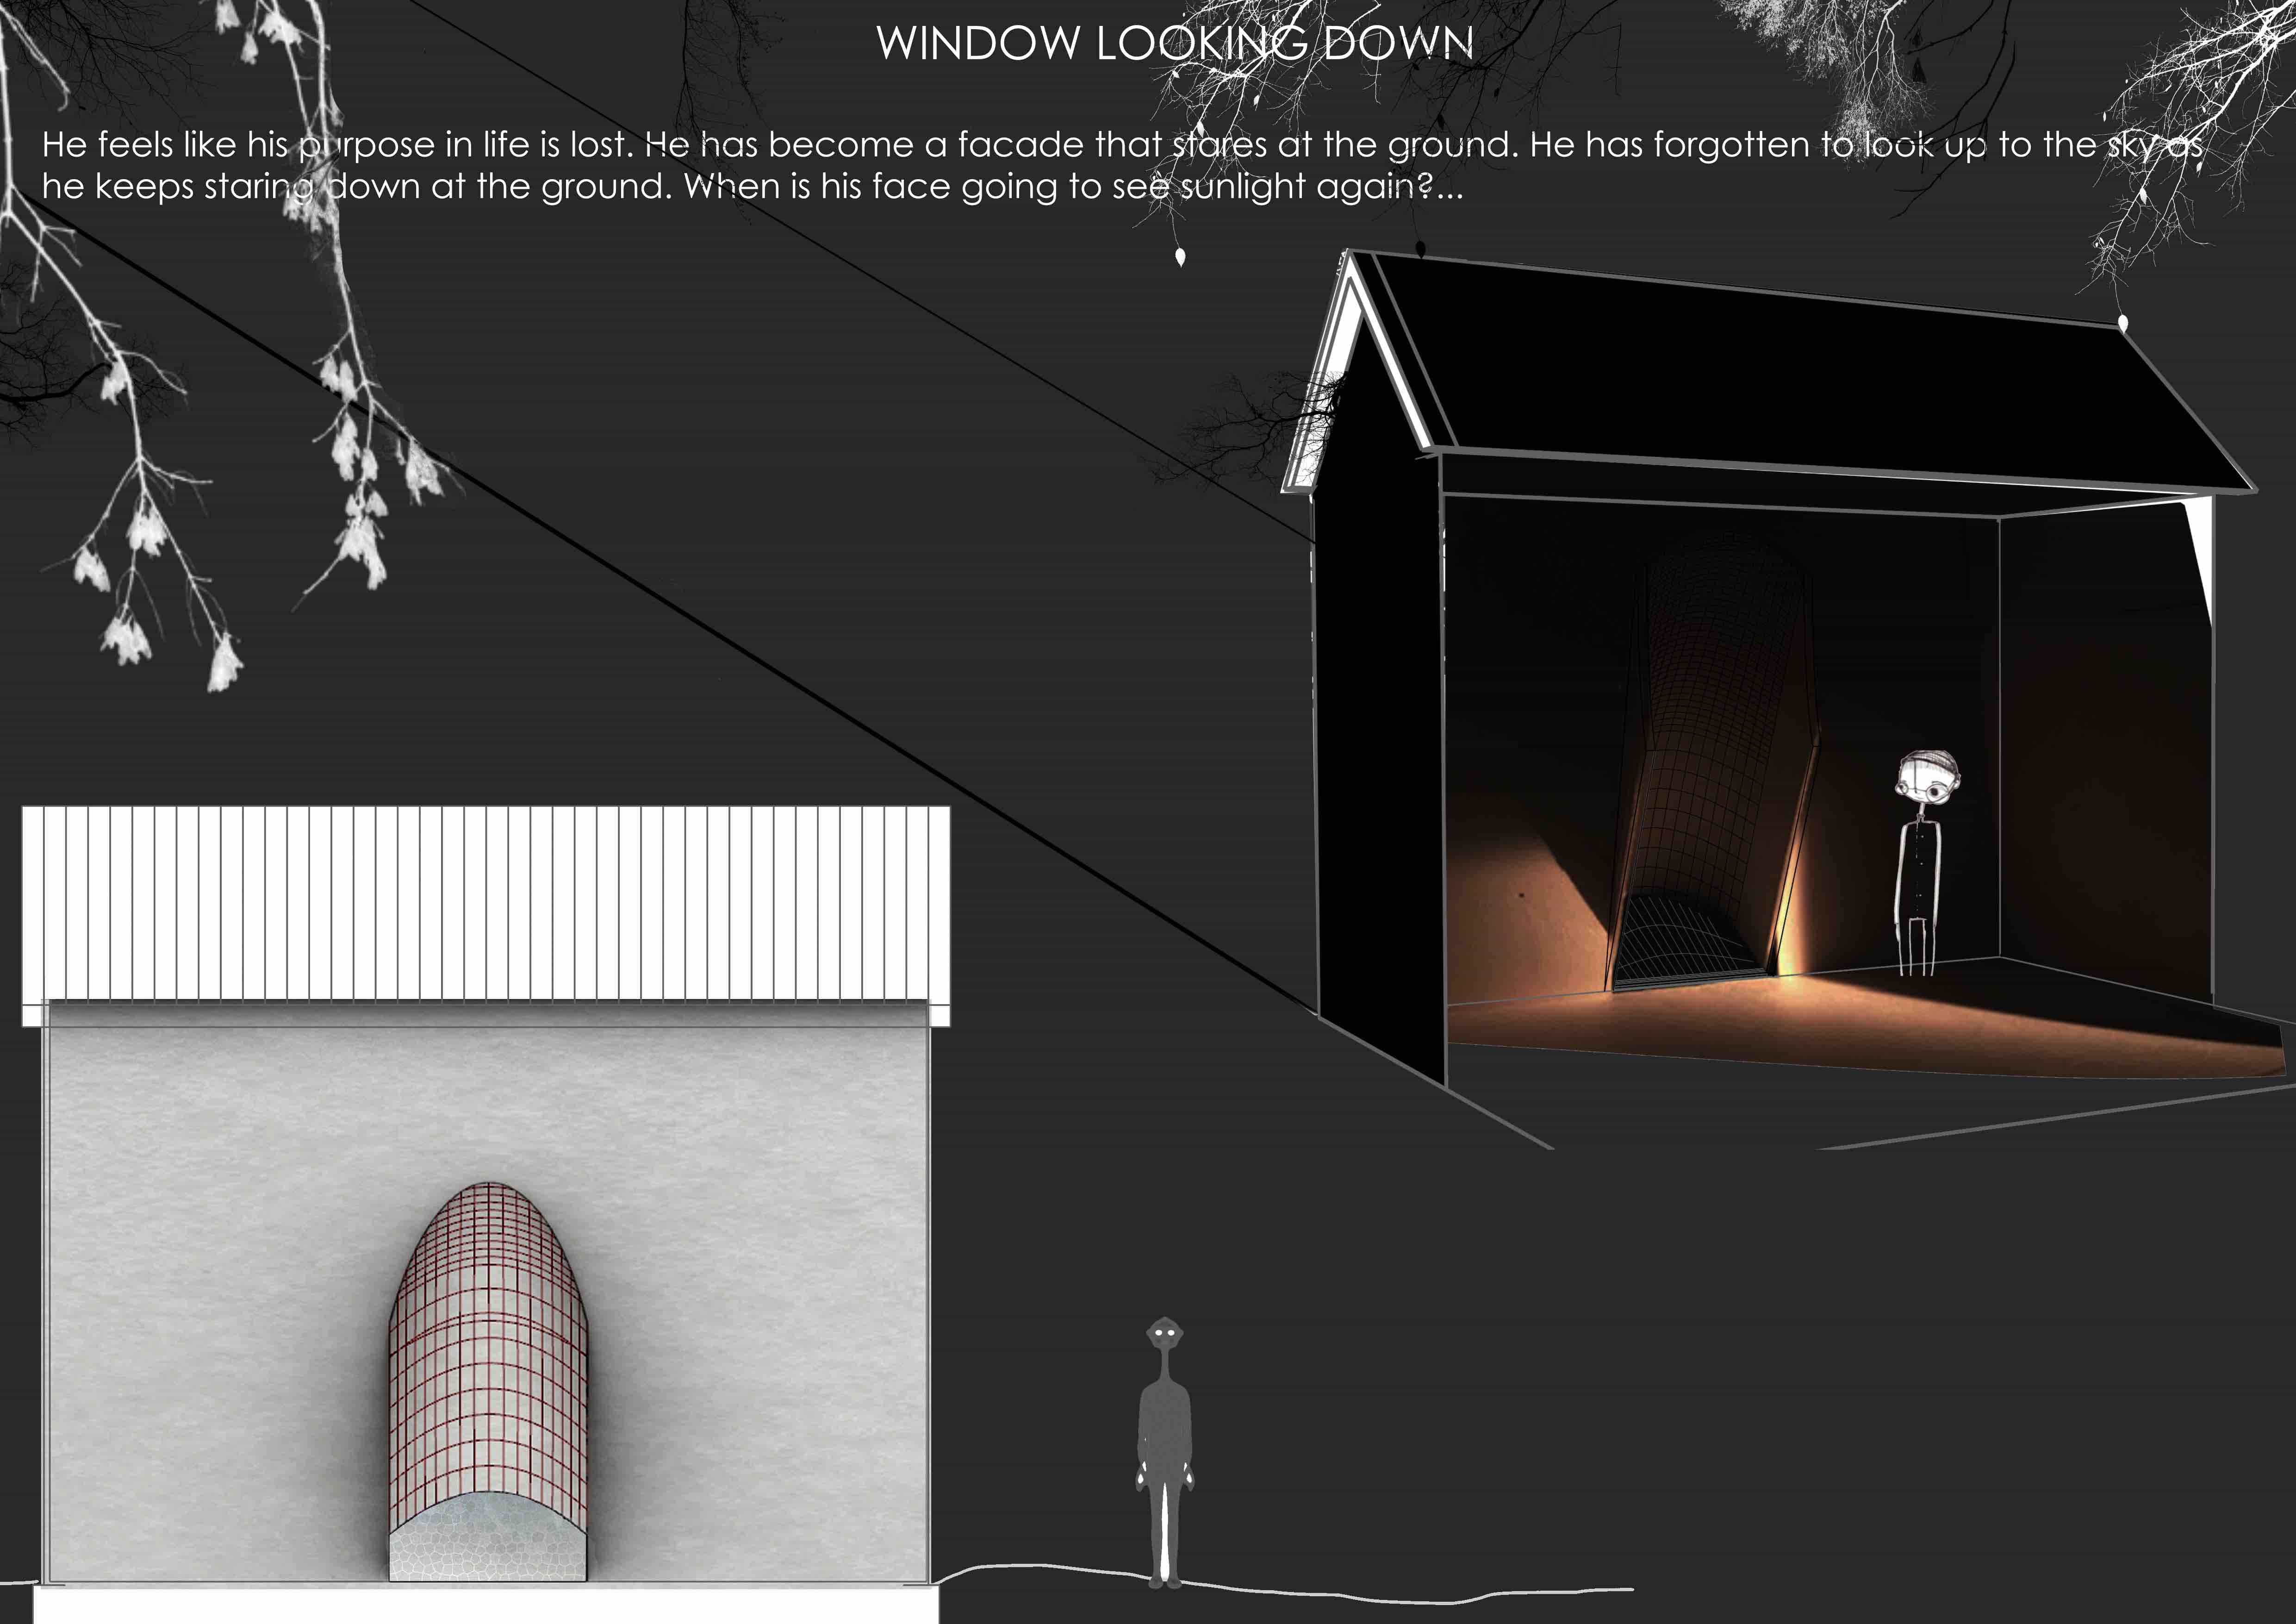 WINDOW LOOKING DOWN
He feels like his purpose in life is lost. He has become a facade that stares at the ground. He has forgotten to look up to the sky as
he keeps staring down at the ground. When is his face going to see sunlight again?...